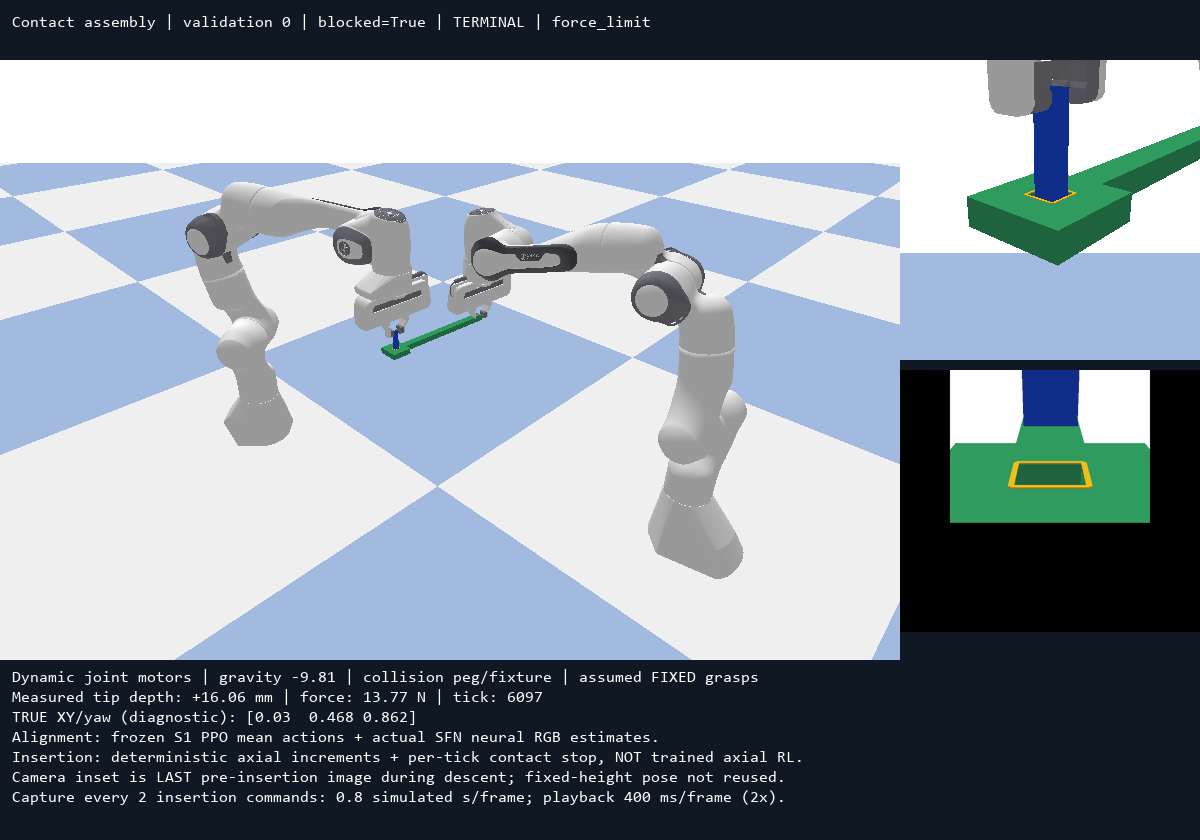 Contact assembly | validation 0 | blocked=True | TERMINAL | force_limit
Dynamic joint motors | gravity -9.81 | collision peg/fixture | assumed FIXED grasps
Measured tip depth: +16.06 mm | force: 13.77 N | tick: 6097
TRUE XY/yaw (diagnostic): [0.03  0.468 0.862]
Alignment: frozen S1 PPO mean actions + actual SFN neural RGB estimates.
Insertion: deterministic axial increments + per-tick contact stop, NOT trained axial RL.
Camera inset is LAST pre-insertion image during descent; fixed-height pose not reused.
Capture every 2 insertion commands: 0.8 simulated s/frame; playback 400 ms/frame (2x).